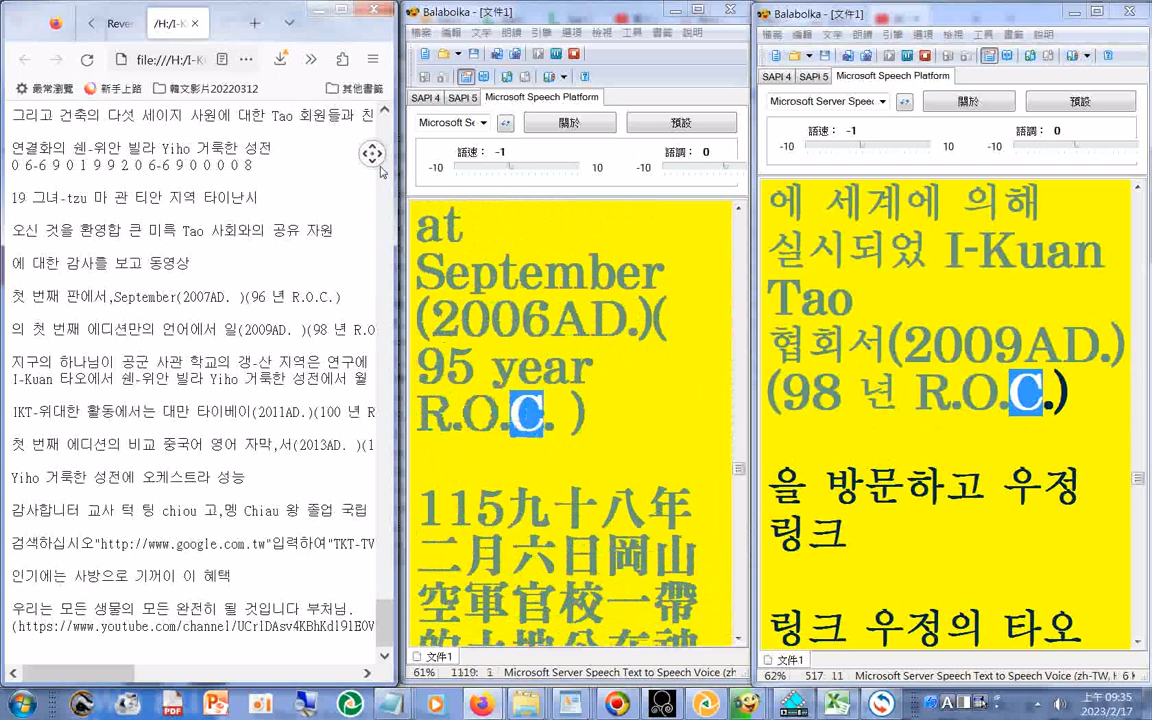 Rever
/H:/I-K
file:///H:/I-K
最常瀏覽
新手上路
韓文影片20220312
其他書籤
그리고 건축의 다섯 세이지 사원에 대한 Tao 회원들과 친
연결화의 쉔-위안 빌라 Yiho 거룩한 성전
0 6-6 9 0 1 9 9 2 0 6-6 9 0 0 0 0 8
19 그녀-tzu 마 관 티안 지역 타이난시
오신 것을 환영합 큰 미륵 Tao 사회와의 공유 자원
에 대한 감사를 보고 동영상
첫 번째 판에서,September(2007AD. )(96 년 R.O.C.)
의 첫 번째 에디션만의 언어에서 일(2009AD. )(98 년 R.O
지구의 하나님이 공군 사관 학교의 갱-산 지역은 연구에
I-Kuan 타오에서 쉔-위안 빌라 Yiho 거룩한 성전에서 월
IKT-위대한 활동에서는 대만 타이베이(2011AD.)(100 년 R
첫 번째 에디션의 비교 중국어 영어 자막,서(2013AD. )(1
Yiho 거룩한 성전에 오케스트라 성능
감사합니터 교사 턱 팅 chiou 고,멩 Chiau 왕 졸업 국립
검색하십시오"http://www.google.com.tw"입력하여"TKT-TV
인기에는 사방으로 기꺼이 이 혜택
우리는 모든 생물의 모든 완전히 될 것입니다 부처님.
(https://www.youtube.com/channel/UCrlDAsv4KBhKdl9lEOV
Balabolka - [文件1]
檔案 編輯 文字 朗讀 引擎 選項 檢視 工具 書籤 說明
SAPI 4 SAPI 5 Microsoft Speech Platform
Microsoft Se
關於
預設
語速： -1
語調： 0
-10
10
-10
at
September
(2006AD.)(
95 year
R.O.C. )
115九十八年
二月六日岡山
空軍官校一帶
文件1
61%
1119: 1
Microsoft Server Speech Text to Speech Voice (zh
Balabolka - [文件1]
檔案 編輯 文字 朗讀 引擎 選項 檢視 工具 書籤 說明
SAPI 4 SAPI 5 Microsoft Speech Platform
Microsoft Server Speec
關於
預設
語速： -1
語調： 0
-10
10
-10
에 세계에 의해
실시되었 I-Kuan
Tao
협회서(2009AD.)
(98 년 R.O.C.)
을 방문하고 우정
링크
링크 우정의 타오
文件1
62%
517: 11
Microsoft Server Speech Text to Speech Voice (zh-TW,
上午 09:35
2023/2/17